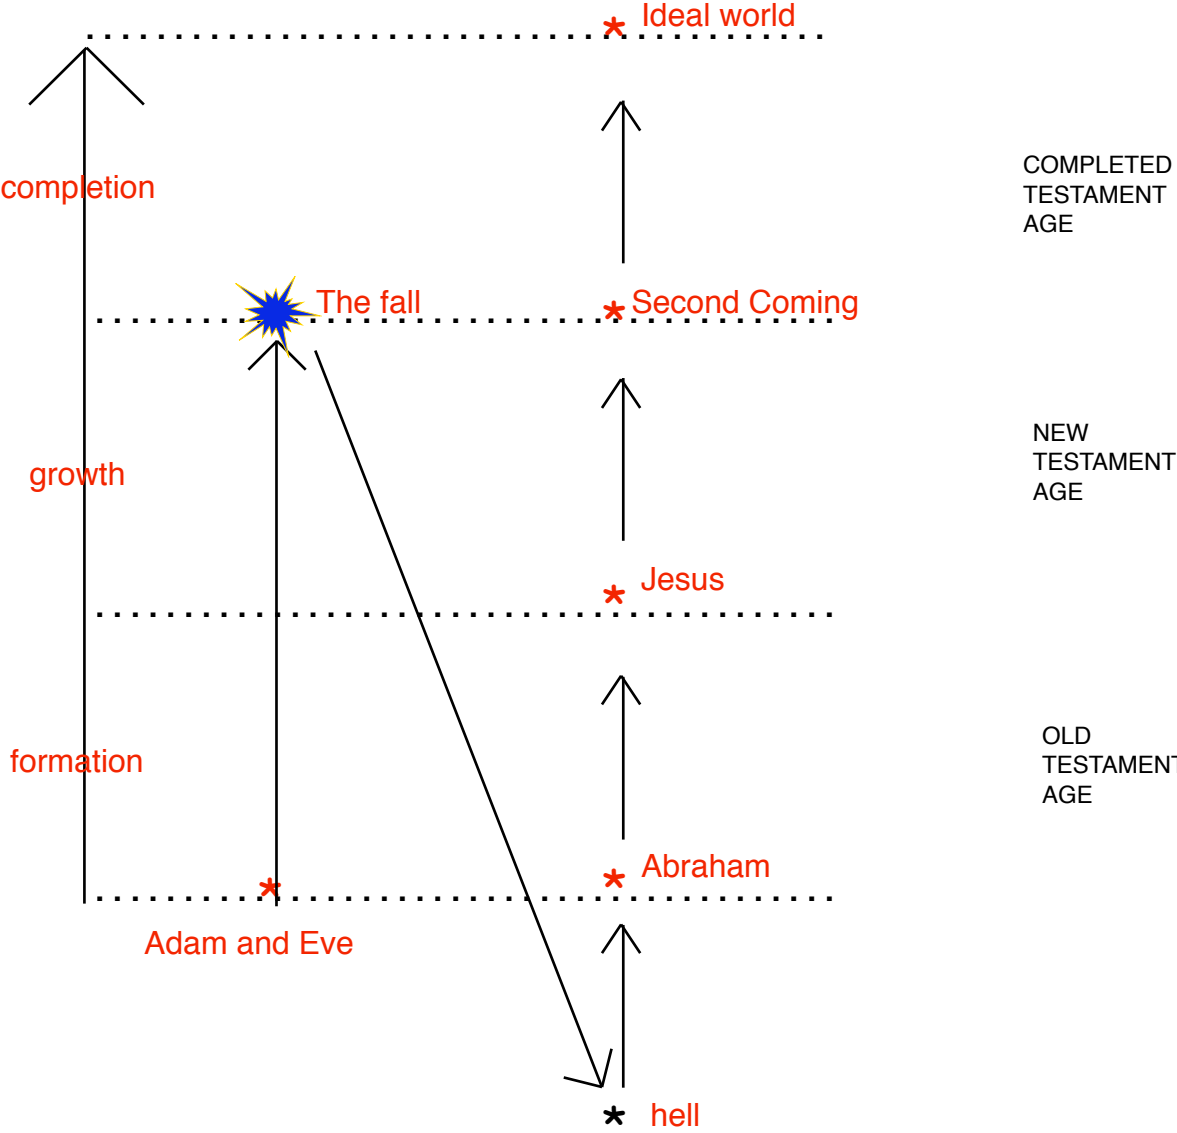 Ideal world
COMPLETED
TESTAMENT
AGE
completion
The fall
Second Coming
NEW
TESTAMENT
AGE
growth
Jesus
OLD
TESTAMENT
AGE
formation
Abraham
Adam and Eve
hell